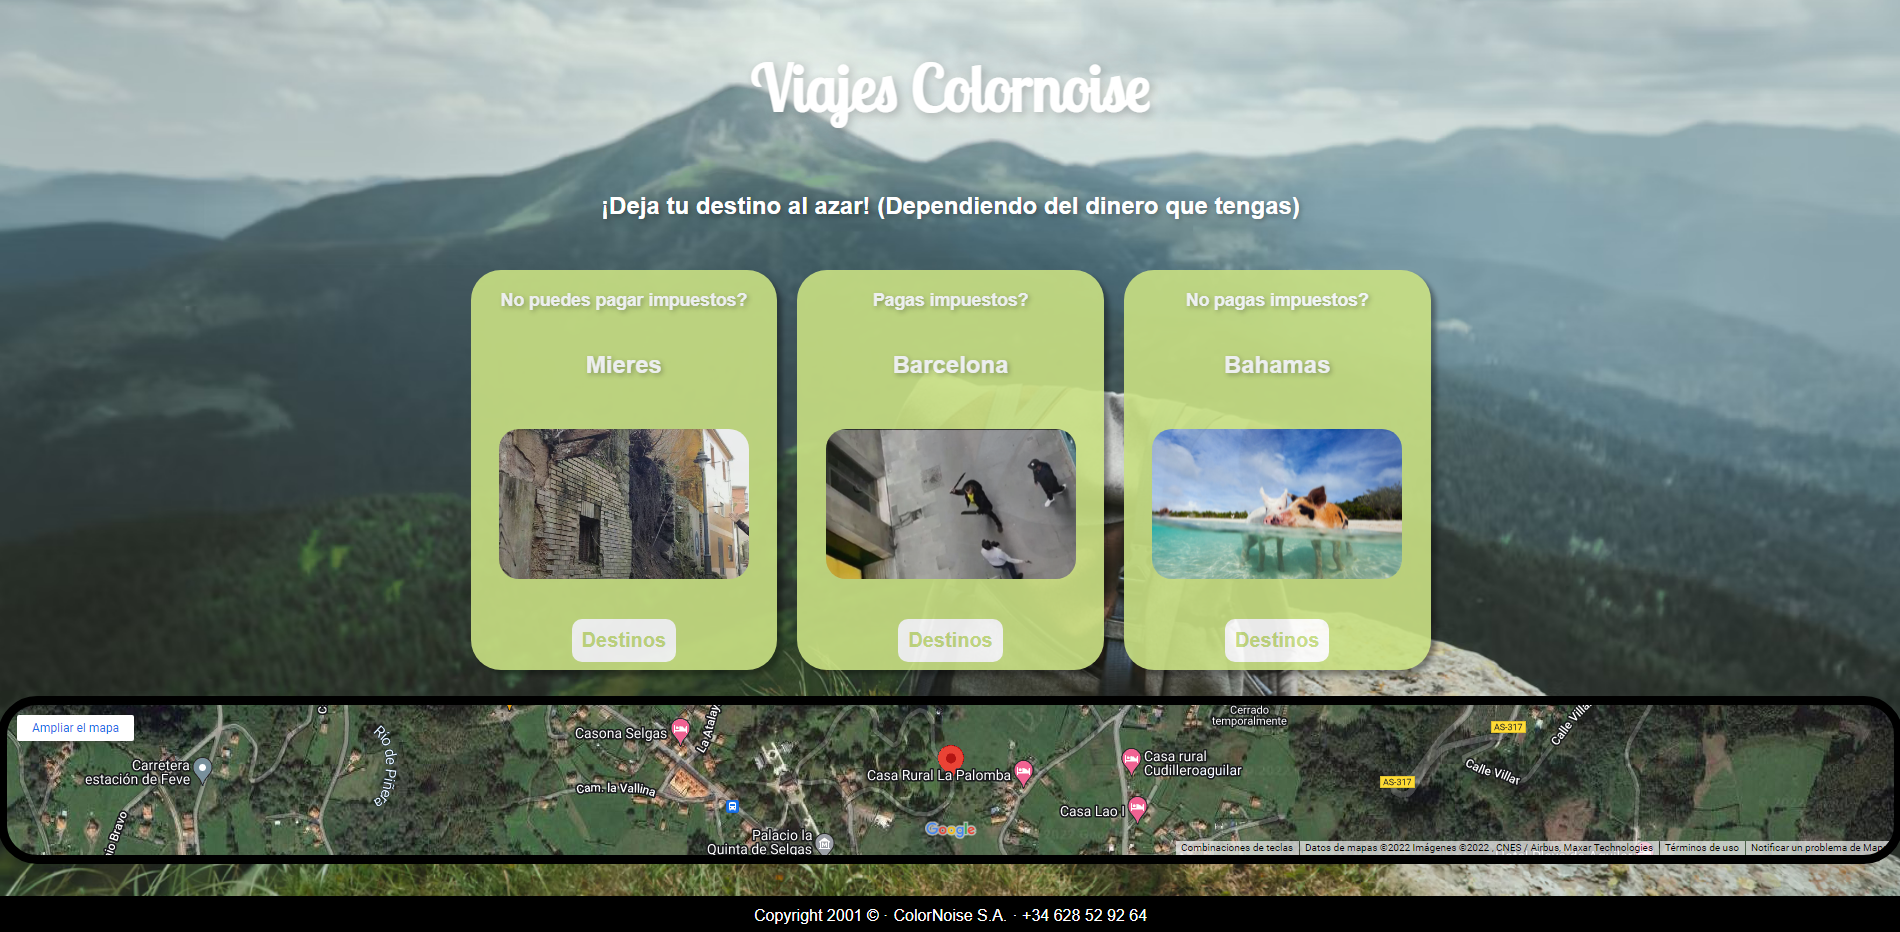 Viajes Colornoise
¡Deja tu destino al azar! (Dependiendo del dinero que tengas)
No puedes pagar impuestos?
Mieres
Destinos
Pagas impuestos?
Barcelona
Destinos
No pagas impuestos?
Bahamas
Destinos
Ampliar el mapa
Carretera
estación de Feve
Río de Piñera
Casona Selgas
La Atalay
Cam. la Vallina
Palacio la
Quinta de Selgas
Casa Rural La Palomba
Google
Cerrado
temporalmente
Casa rural
Cudilleroaguilar
Casa Lao I
AS-317
AS-317
Calle Villar
Calle Villa
Combinaciones de teclas
Datos de mapas ©2022 Imágenes ©2022 , CNES / Airbus, Maxar Technologies
Términos de uso
Notificar un problema de Map
Copyright 2001 © · ColorNoise S.A. · +34 628 52 92 64